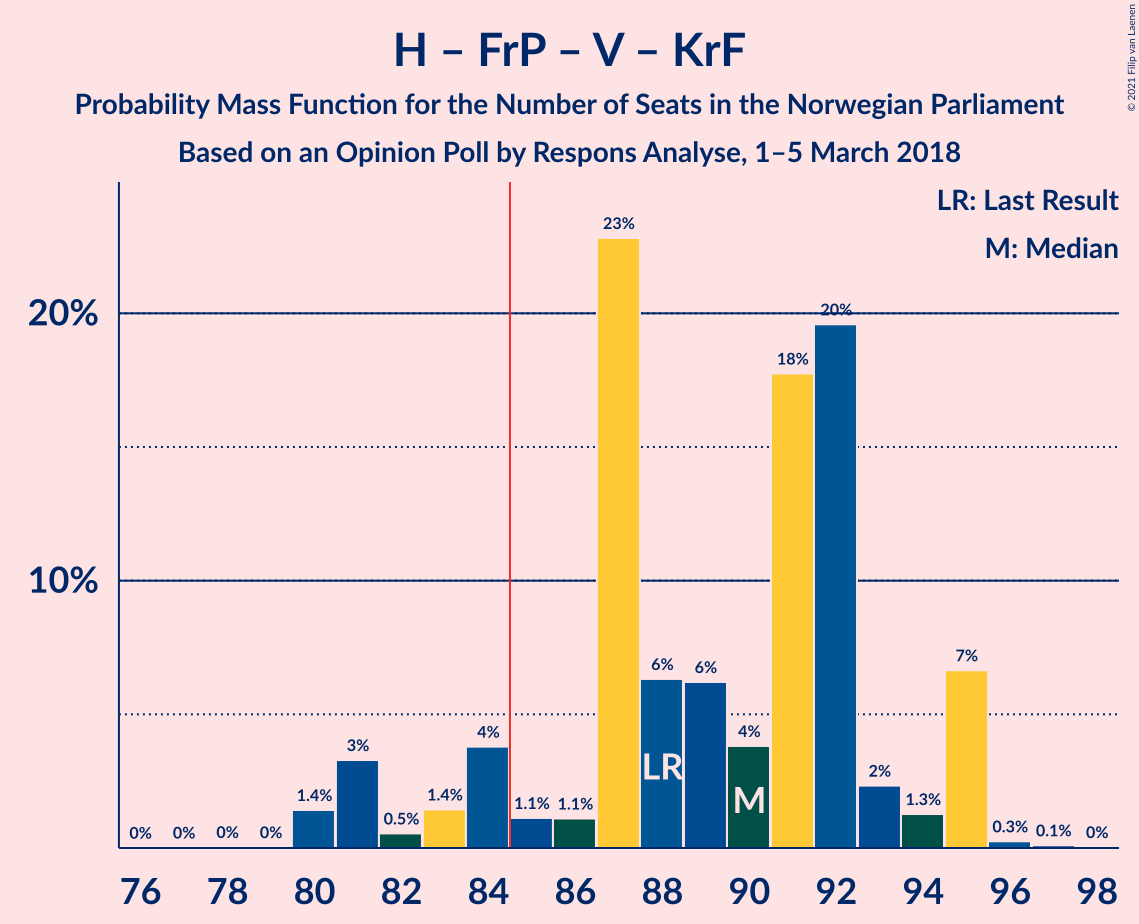 H – FrP – V – KrF
Probability Mass Function for the Number of Seats in the Norwegian Parliament
Based on an Opinion Poll by Respons Analyse, 1–5 March 2018
© 2021 Filip van Laenen
LR: Last Result
M: Median
20%
10%
0%
0%
0%
0%
1.4%
3%
0.5%
1.4%
4%
1.1%
1.1%
23%
6%
6%
4%
18%
20%
2%
1.3%
7%
0.3%
0.1%
0%
LR
M
76 78 80 82 84 86 88 90 92 94 96 98